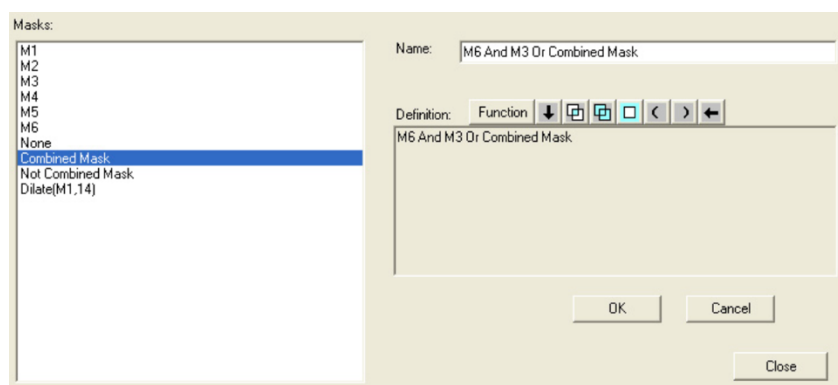 Masks:
M1
M2
M3
M4
M5
M6
None
Combined Mask
Not Combined Mask
Dilate(M1,14)
Name: M6 And M3 Or Combined Mask
Definition: Function ( )
M6 And M3 Or Combined Mask
OK Cancel
Close